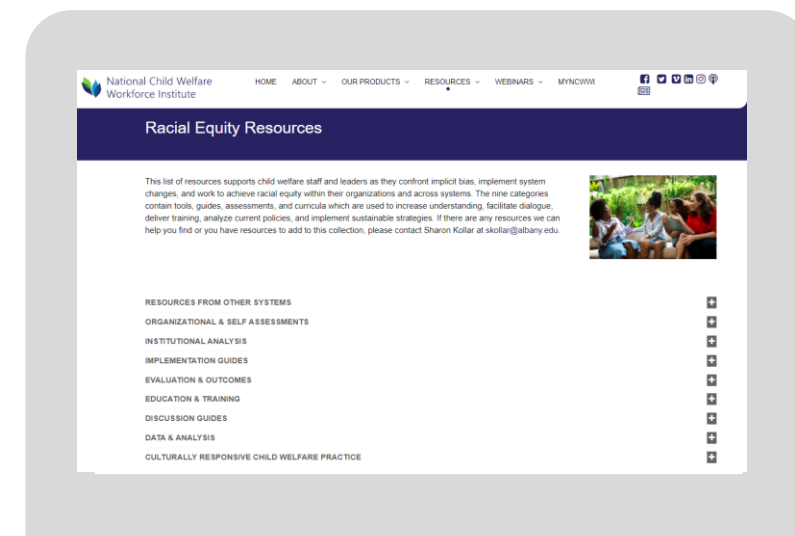 National Child Welfare
Workforce Institute
HOME ABOUT OUR PRODUCTS RESOURCES WEBINARS MYNCWWI
Racial Equity Resources
This list of resources supports child welfare staff and leaders as they confront implicit bias, implement system
changes, and work to achieve racial equity within their organizations and across systems. The nine categories
contain tools, guides, assessments, and curricula which are used to increase understanding, facilitate dialogue,
deliver training, analyze current policies, and implement sustainable strategies. If there are any resources we can
help you find or you have resources to add to this collection, please contact Sharon Kollar at skollar@albany.edu.
RESOURCES FROM OTHER SYSTEMS
ORGANIZATIONAL & SELF ASSESSMENTS
INSTITUTIONAL ANALYSIS
IMPLEMENTATION GUIDES
EVALUATION & OUTCOMES
EDUCATION & TRAINING
DISCUSSION GUIDES
DATA & ANALYSIS
CULTURALLY RESPONSIVE CHILD WELFARE PRACTICE